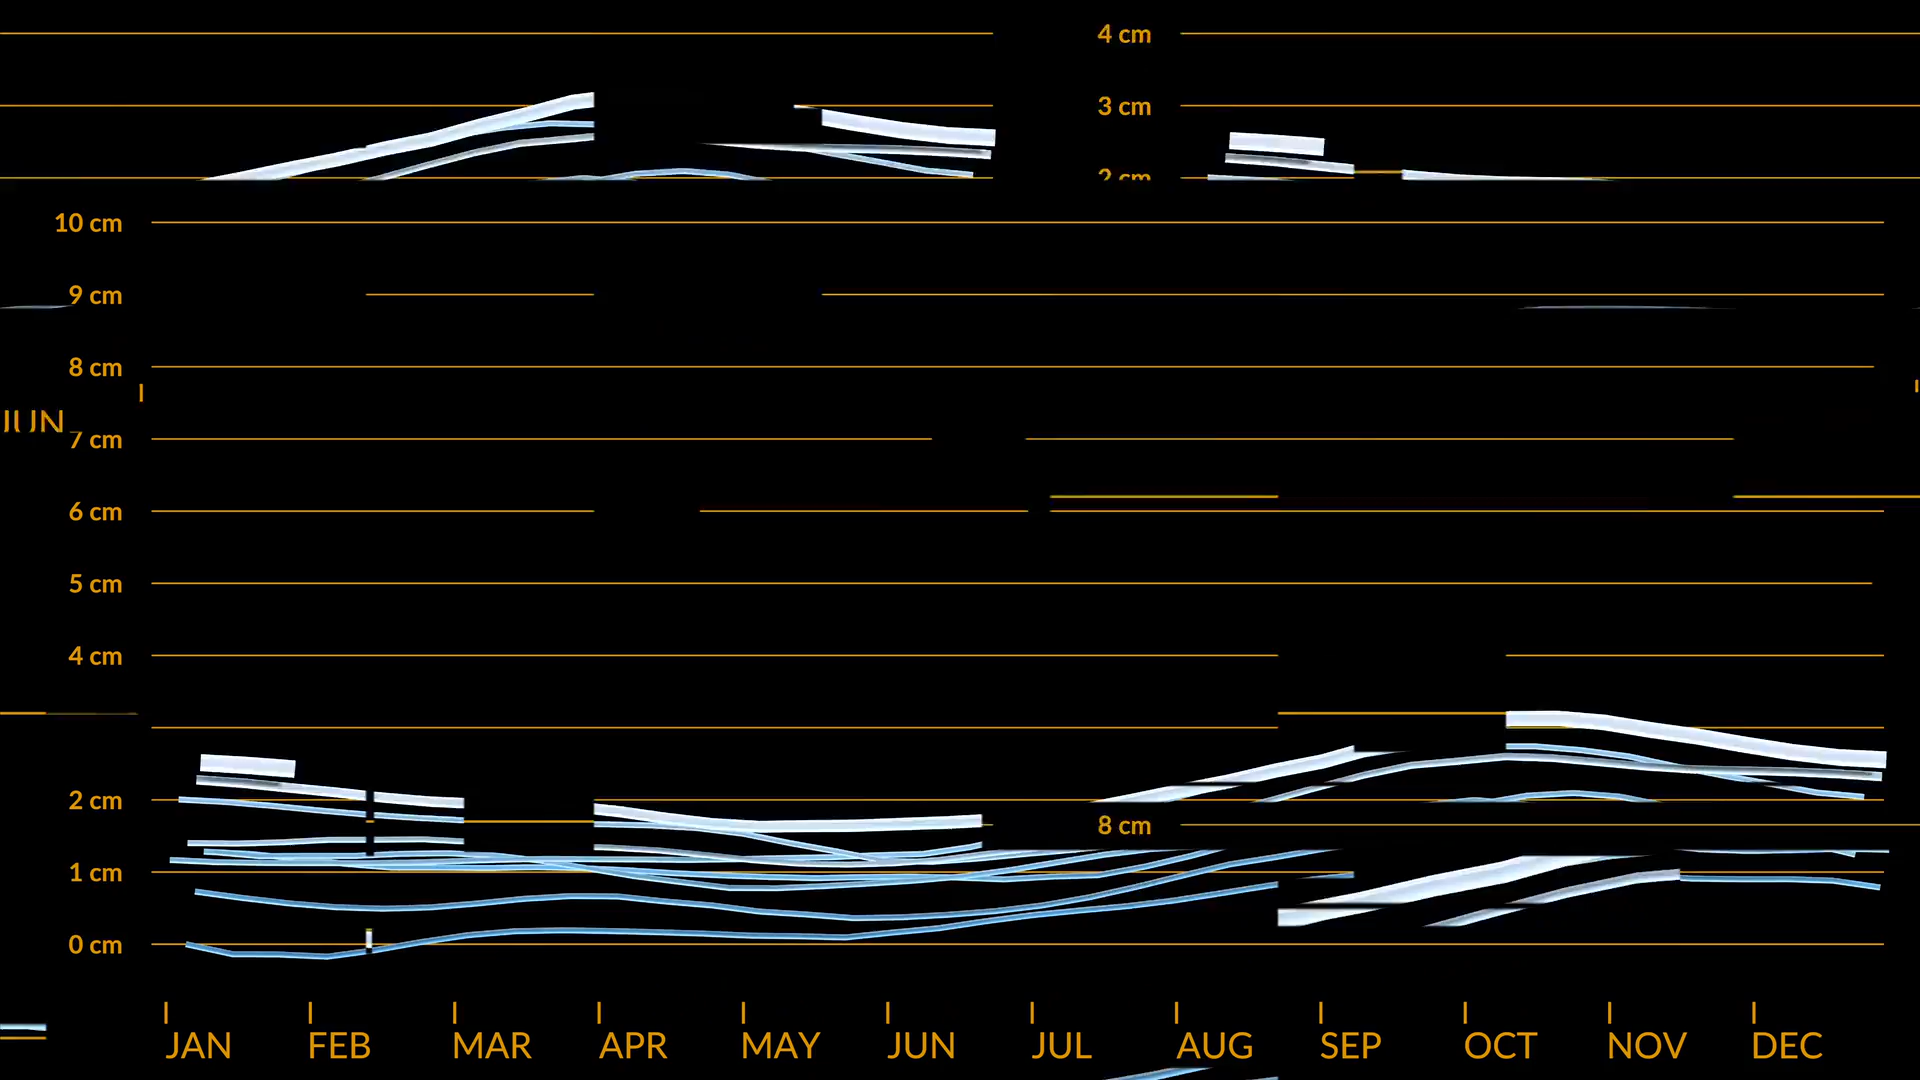 4 cm
3 cm
2 cm
10 cm
9 cm
8 cm
JUN
7 cm
6 cm
5 cm
4 cm
2 cm
8 cm
1 cm
0 cm
JAN FEB MAR APR MAY JUN JUL AUG SEP OCT NOV DEC